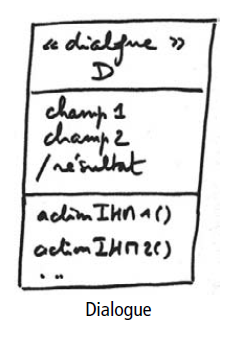 « dialogue »
D
champ 1
champ 2
/résultat
actionIHM1()
actionIHM2()
...
Dialogue